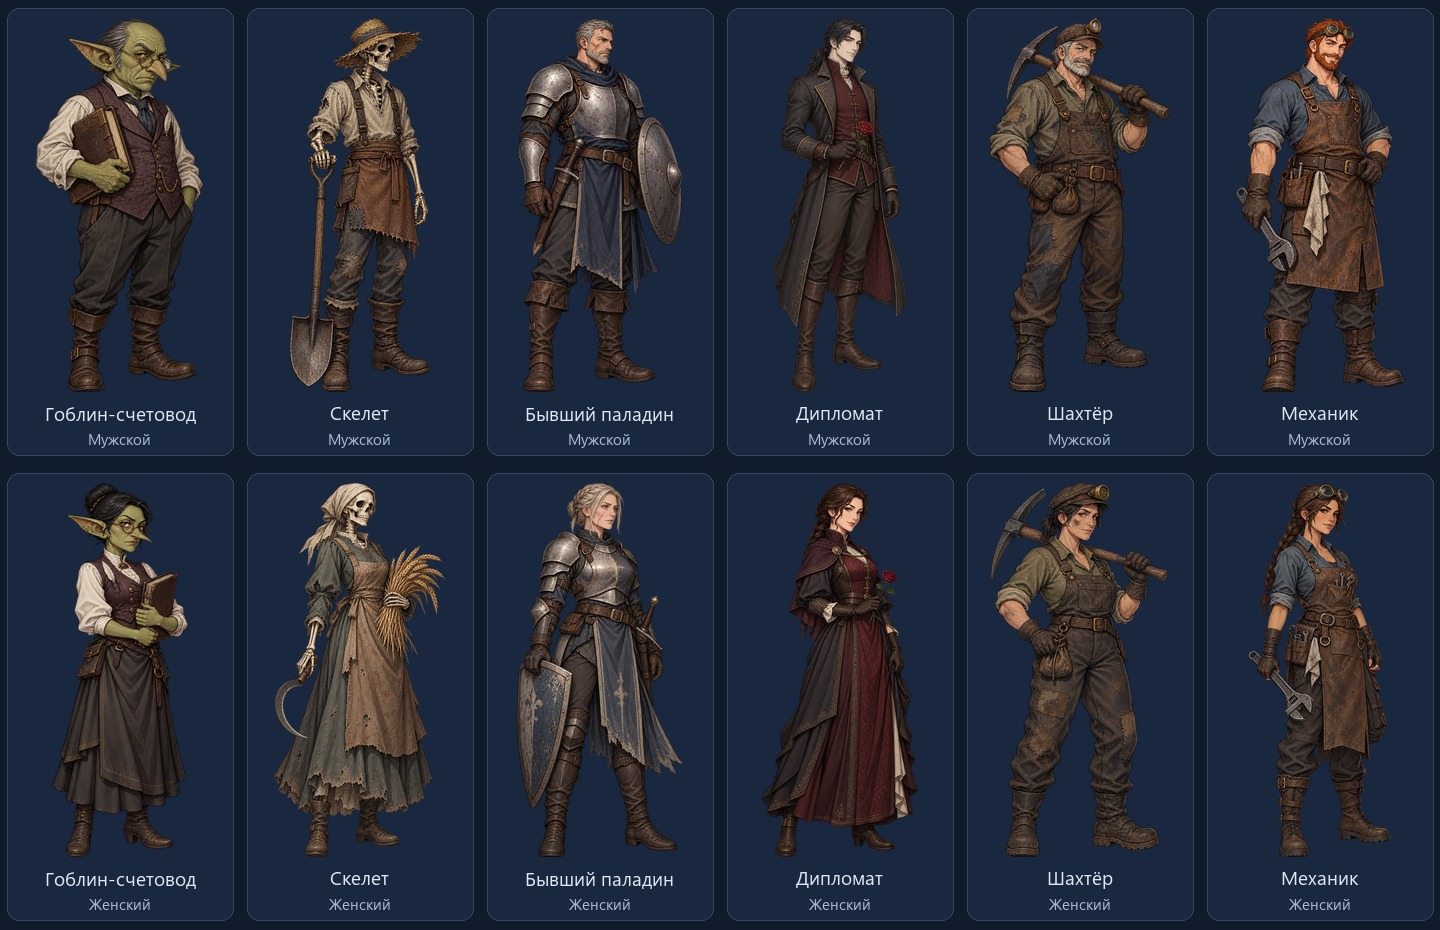 Гоблин-счетовод
Мужской
Скелет
Мужской
Бывший паладин
Мужской
Дипломат
Мужской
Шахтёр
Мужской
Механик
Мужской
Гоблин-счетовод
Женский
Скелет
Женский
Бывший паладин
Женский
Дипломат
Женский
Шахтёр
Женский
Механик
Женский